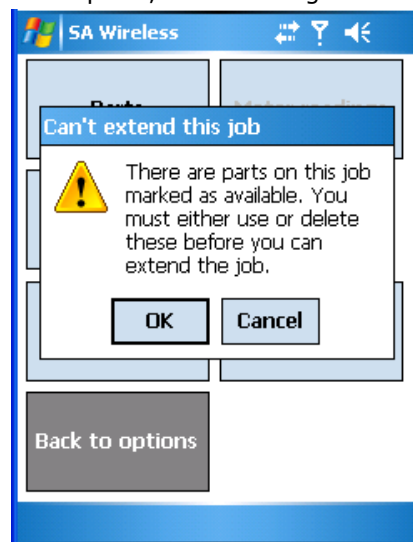 SA Wireless
Can't extend this job
There are parts on this job
marked as available. You
must either use or delete
these before you can
extend the job.
OK
Cancel
Back to options